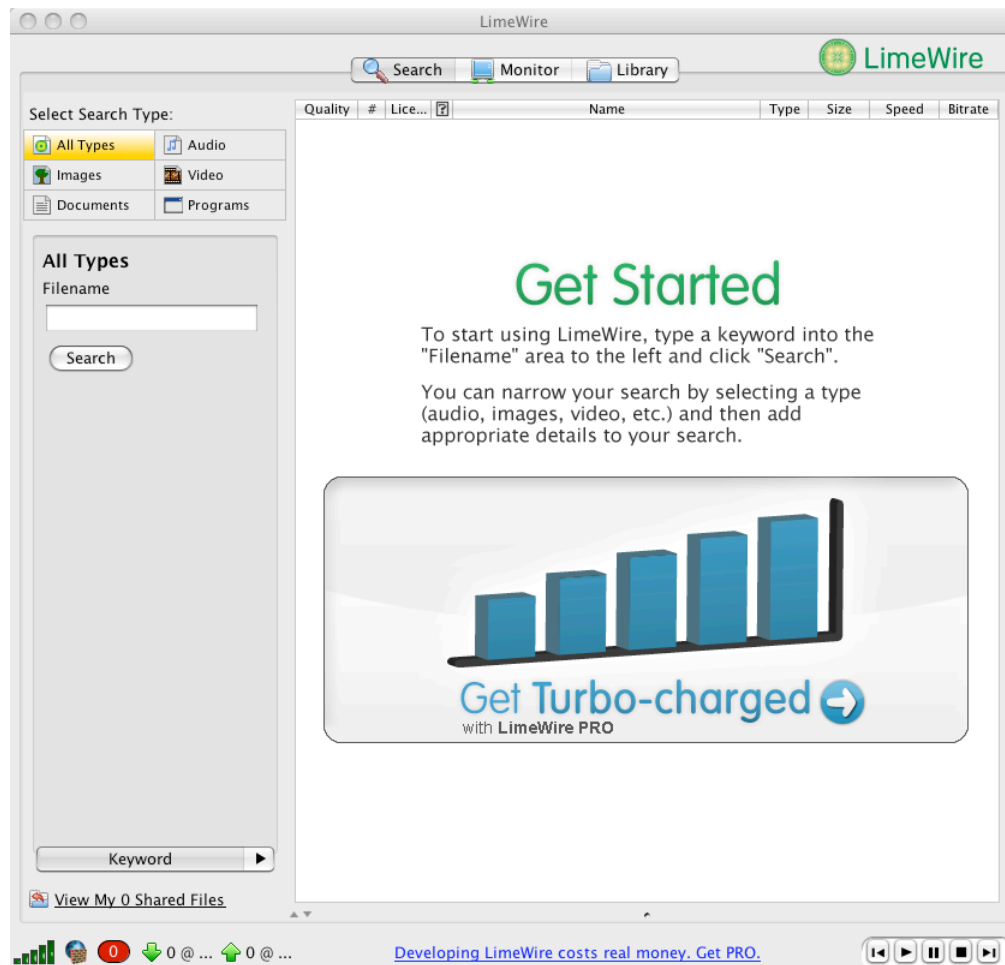 LimeWire
Search Monitor Library
LimeWire
Select Search Type:
All Types Audio
Images Video
Documents Programs
All Types
Filename
Search
Keyword
View My 0 Shared Files
Quality # Lice... ? Name Type Size Speed Bitrate
Get Started
To start using LimeWire, type a keyword into the
"Filename" area to the left and click "Search".
You can narrow your search by selecting a type
(audio, images, video, etc.) and then add
appropriate details to your search.
Get Turbo-charged
with LimeWire PRO
0 0 @ ... 0 @ ...
Developing LimeWire costs real money. Get PRO.